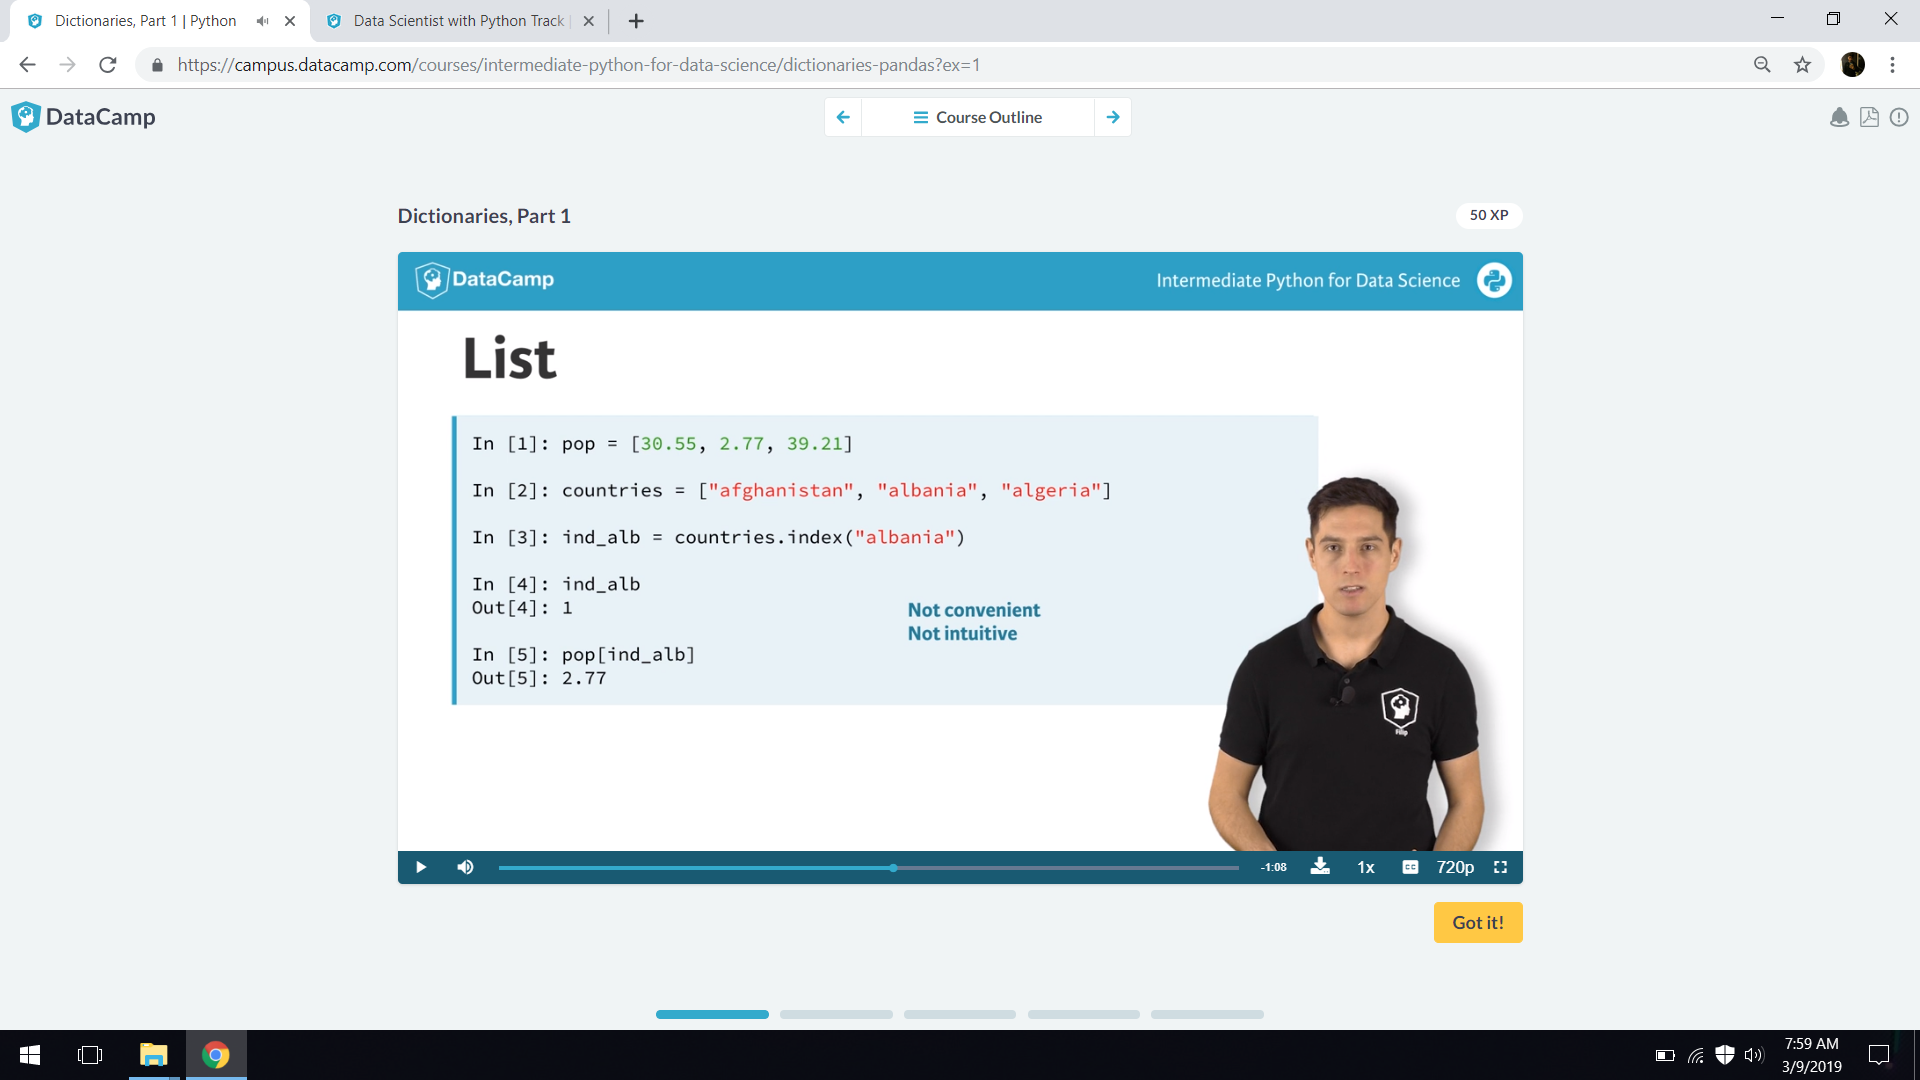 Dictionaries, Part 1 | Python
Data Scientist with Python Track
https://campus.datacamp.com/courses/intermediate-python-for-data-science/dictionaries-pandas?ex=1
DataCamp
Course Outline
Dictionaries, Part 1
50 XP
DataCamp
Intermediate Python for Data Science
List
In [1]: pop = [30.55, 2.77, 39.21]
In [2]: countries = ["afghanistan", "albania", "algeria"]
In [3]: ind_alb = countries.index("albania")
In [4]: ind_alb
Out[4]: 1
Not convenient
Not intuitive
In [5]: pop[ind_alb]
Out[5]: 2.77
Filip
-1:08
1x
CC
720p
Got it!
7:59 AM
3/9/2019